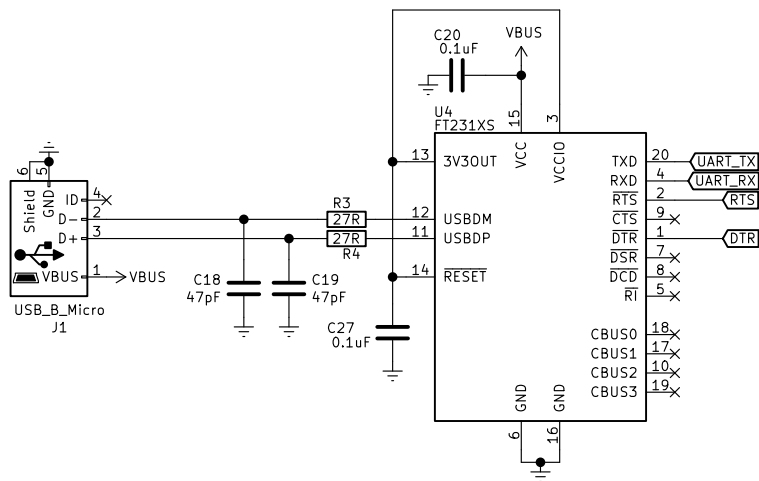 C20
0.1uF
VBUS
U4
FT231XS
15
3
VCC
VCCIO
13
3V3OUT
TXD
20
UART_TX
RXD
4
UART_RX
RTS
2
RTS
CTS
9
DTR
1
DTR
DSR
7
DCD
8
RI
5
CBUS0
18
CBUS1
17
CBUS2
10
CBUS3
19
6
5
Shield
GND
ID
4
D-
2
D+
3
VBUS
1
VBUS
USB_B_Micro
J1
R3
27R
12
USBDM
27R
11
USBDP
R4
C18
47pF
C19
47pF
14
RESET
C27
0.1uF
GND
GND
6
16